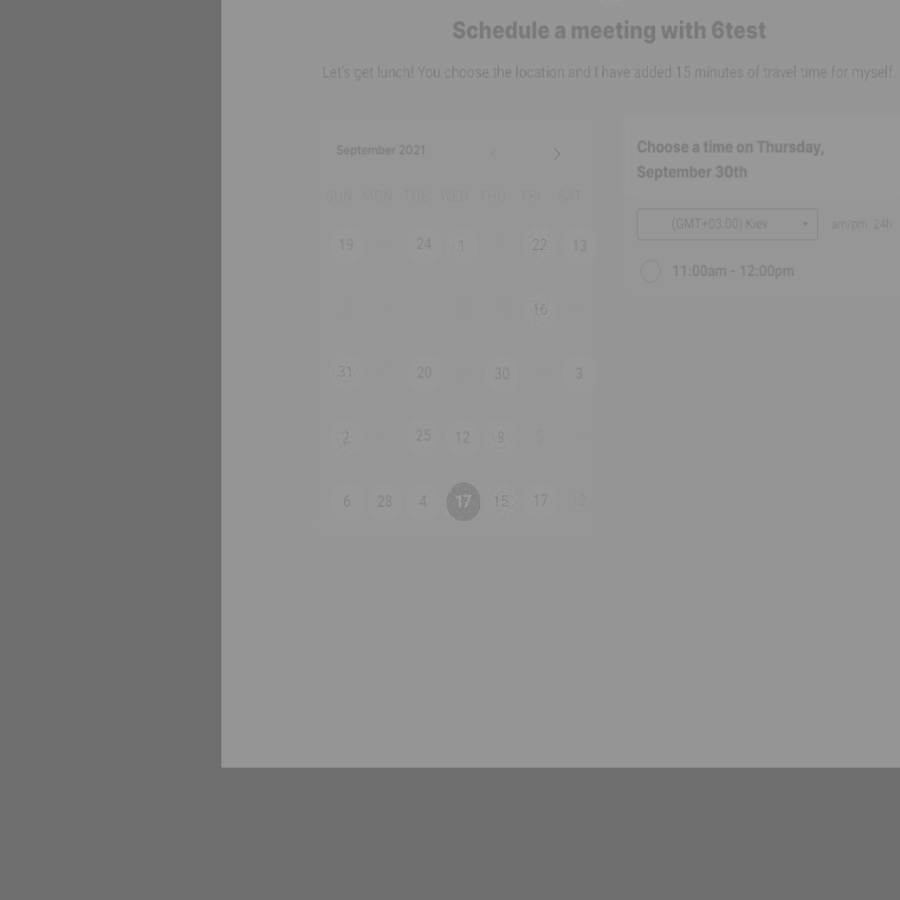 Schedule a meeting with 6test
Let's get lunch! You choose the location and I have added 15 minutes of travel time for myself.
September 2021
SUN MON TUE WED THU FRI SAT
19 24 1 22 13
16
31 20 30 3
2 25 12 8 5
6 28 4 17 15 17 12
Choose a time on Thursday,
September 30th
(GMT+03:00) Kiev am/pm 24h
11:00am - 12:00pm